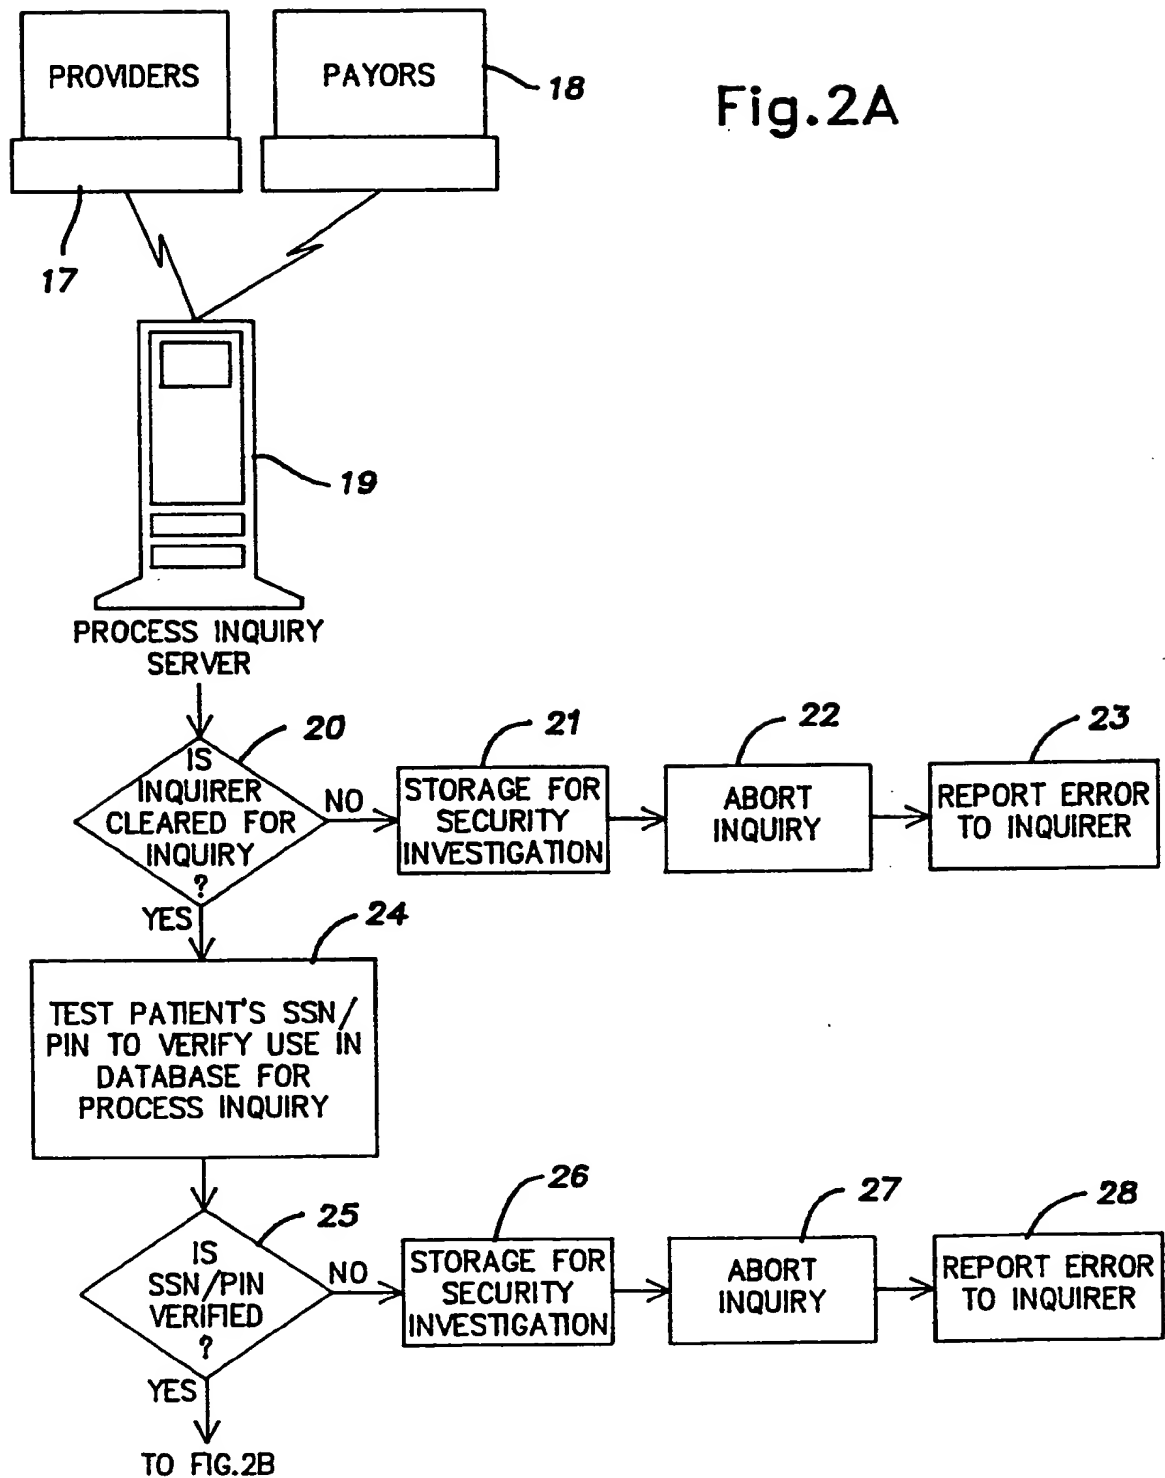 PROVIDERS
PAYORS
18
Fig.2A
17
19
PROCESS INQUIRY
SERVER
20
IS
INQUIRER
CLEARED FOR
INQUIRY
?
NO
21
STORAGE FOR
SECURITY
INVESTIGATION
22
ABORT
INQUIRY
23
REPORT ERROR
TO INQUIRER
YES
24
TEST PATIENT'S SSN/
PIN TO VERIFY USE IN
DATABASE FOR
PROCESS INQUIRY
25
IS
SSN/PIN
VERIFIED
?
NO
26
STORAGE FOR
SECURITY
INVESTIGATION
27
ABORT
INQUIRY
28
REPORT ERROR
TO INQUIRER
YES
TO FIG.2B